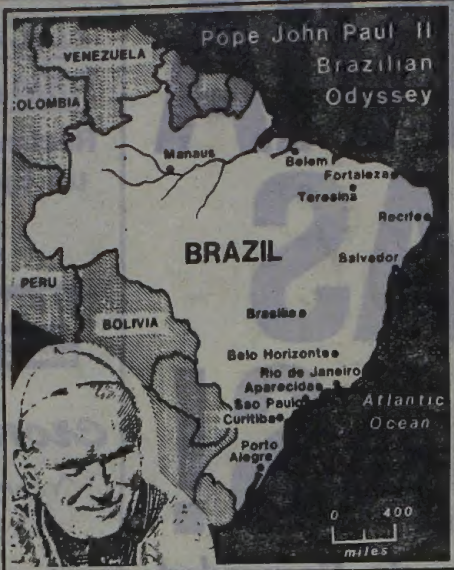 Pope John Paul II
Brazilian
Odyssey
VENEZUELA
OLOMBIA
Manaus
Belem
Fortaleza
Teresina
Recife
BRAZIL
Salvador
PERU
BOLIVIA
Brasilia
Belo Horizonte
Rio de Janeiro
Aparecida
Sao Paulo
Curitiba
Atlantic
Ocean
Porto
Alegre
0 400
miles